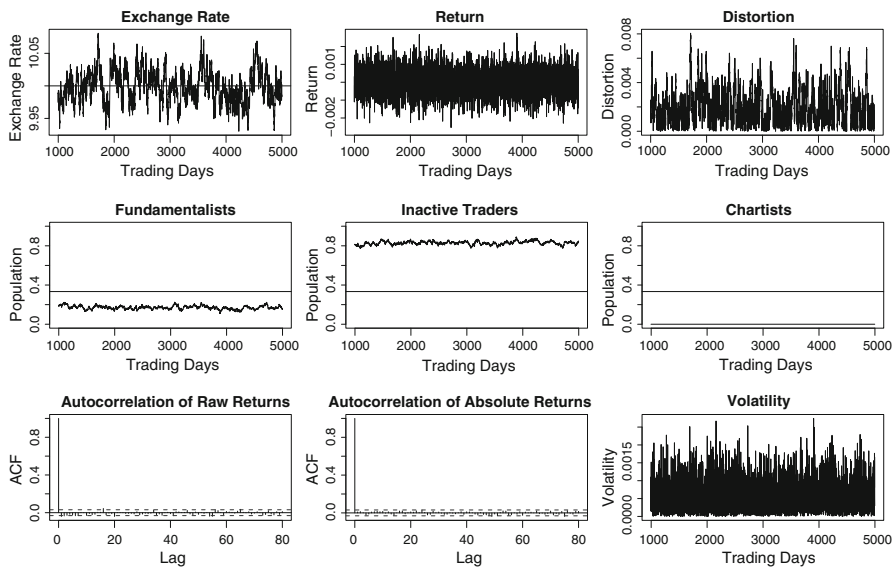 Exchange Rate
Return
Distortion
Exchange Rate
9.95
10.05
1000 2000 3000 4000 5000
Trading Days
Return
−0.002
0.001
1000 2000 3000 4000 5000
Trading Days
Distortion
0.000
0.004
0.008
1000 2000 3000 4000 5000
Trading Days
Fundamentalists
Inactive Traders
Chartists
Population
0.0
0.4
0.8
1000 2000 3000 4000 5000
Trading Days
Population
0.0
0.4
0.8
1000 2000 3000 4000 5000
Trading Days
Population
0.0
0.4
0.8
1000 2000 3000 4000 5000
Trading Days
Autocorrelation of Raw Returns
Autocorrelation of Absolute Returns
Volatility
ACF
0.0
0.4
0.8
0 20 40 60 80
Lag
ACF
0.0
0.4
0.8
0 20 40 60 80
Lag
Volatility
0.0000
0.0015
1000 2000 3000 4000 5000
Trading Days